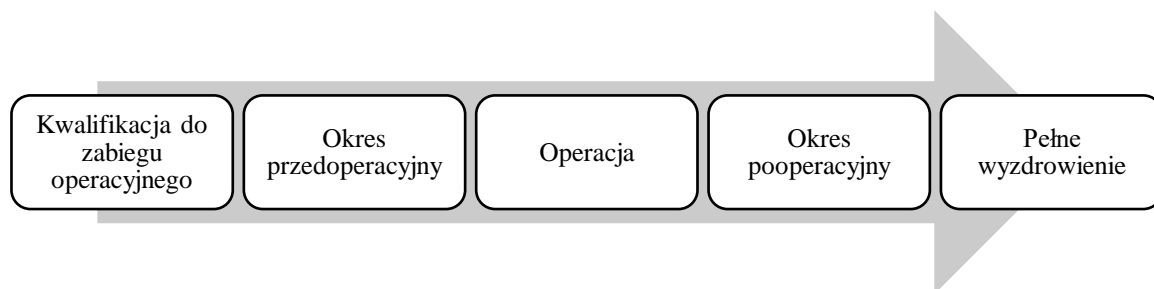 Kwalifikacja do
zabiegu
operacyjnego
Okres
przedoperacyjny
Operacja
Okres
pooperacyjny
Pełne
wyzdrowienie